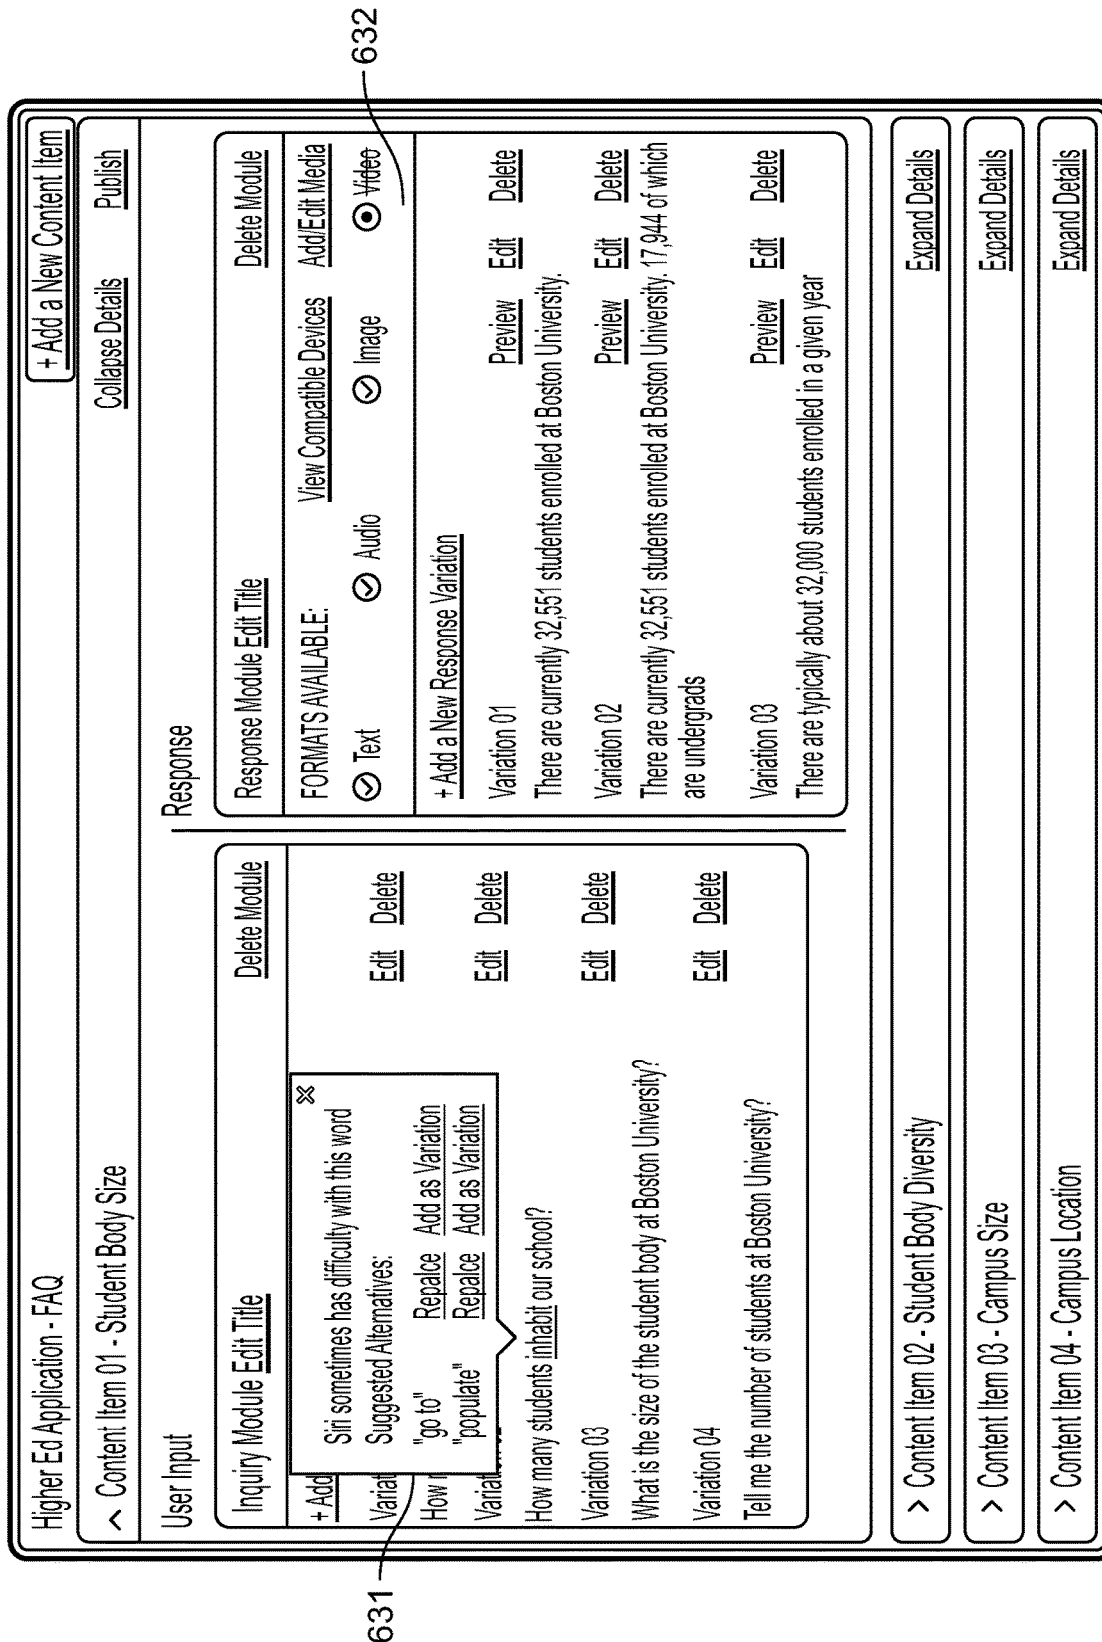 Higher Ed Application - FAQ
+ Add a New Content Item
Content Item 01 - Student Body Size
Collapse Details
Publish
User Input
Inquiry Module Edit Title
Delete Module
+ Add
Siri sometimes has difficulty with this word
Suggested Alternatives:
"go to"
Repalce
Add as Variation
"populate"
Repalce
Add as Variation
Variat
Edit
Delete
How
Variat
Edit
Delete
How many students inhabit our school?
Variation 03
Edit
Delete
What is the size of the student body at Boston University?
Variation 04
Edit
Delete
Tell me the number of students at Boston University?
631
Response
Response Module Edit Title
Delete Module
FORMATS AVAILABLE:
View Compatible Devices
Add/Edit Media
Text
Audio
Image
Video
632
+ Add a New Response Variation
Variation 01
Preview
Edit
Delete
There are currently 32,551 students enrolled at Boston University.
Variation 02
Preview
Edit
Delete
There are currently 32,551 students enrolled at Boston University. 17,944 of which
are undergrads
Variation 03
Preview
Edit
Delete
There are typically about 32,000 students enrolled in a given year
> Content Item 02 - Student Body Diversity
Expand Details
> Content Item 03 - Campus Size
Expand Details
> Content Item 04 - Campus Location
Expand Details